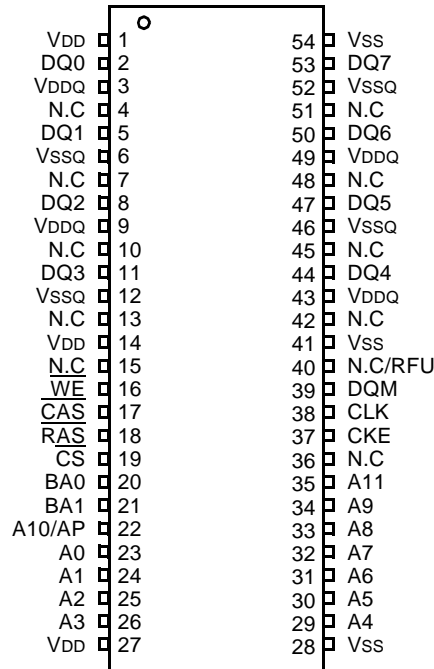 VDD 1 54 VSS
DQ0 2 53 DQ7
VDDQ 3 52 VSSQ
N.C 4 51 N.C
DQ1 5 50 DQ6
VSSQ 6 49 VDDQ
N.C 7 48 N.C
DQ2 8 47 DQ5
VDDQ 9 46 VSSQ
N.C 10 45 N.C
DQ3 11 44 DQ4
VSSQ 12 43 VDDQ
N.C 13 42 N.C
VDD 14 41 VSS
N.C 15 40 N.C/RFU
WE 16 39 DQM
CAS 17 38 CLK
RAS 18 37 CKE
CS 19 36 N.C
BA0 20 35 A11
BA1 21 34 A9
A10/AP 22 33 A8
A0 23 32 A7
A1 24 31 A6
A2 25 30 A5
A3 26 29 A4
VDD 27 28 VSS